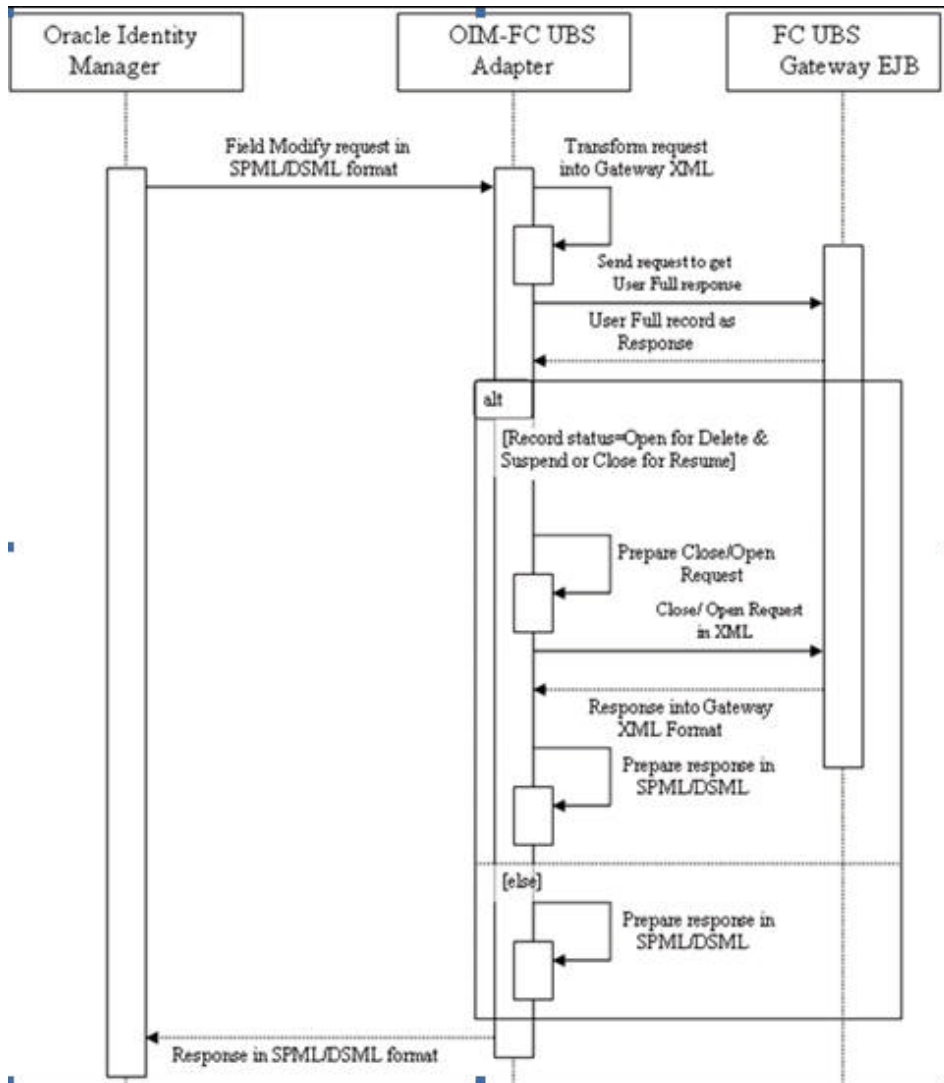 Oracle Identity
Manager
OIM-FC UBS
Adapter
FC UBS
Gateway EJB
Field Modify request in
SPML/DSML format
Transform request
into Gateway XML
Send request to get
User Full response
User Full record as
Response
alt
[Record status=Open for Delete &
Suspend or Close for Resume]
Prepare Close/Open
Request
Close/ Open Request
in XML
Response into Gateway
XML Format
Prepare response in
SPML/DSML
[else]
Prepare response in
SPML/DSML
Response in SPML/DSML format